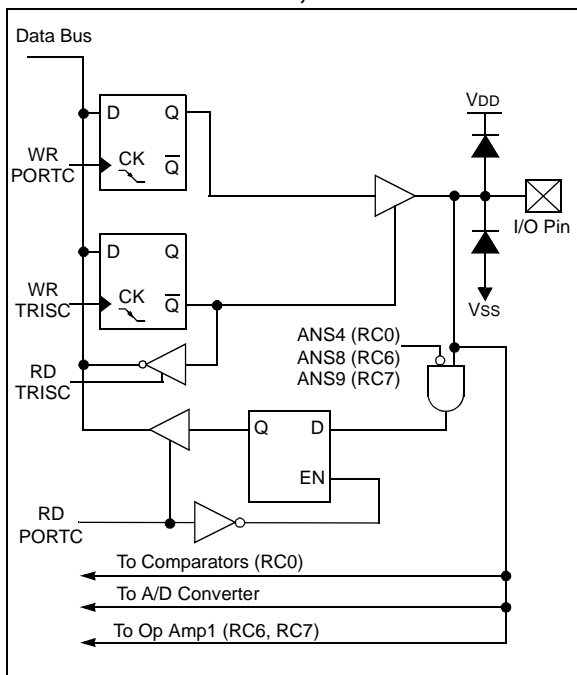 Data Bus
D Q
VDD
WR
PORTC
CK
Q
I/O Pin
D Q
WR
TRISC
CK
Q
VSS
ANS4 (RC0)
ANS8 (RC6)
ANS9 (RC7)
RD
TRISC
Q D
EN
RD
PORTC
To Comparators (RC0)
To A/D Converter
To Op Amp1 (RC6, RC7)